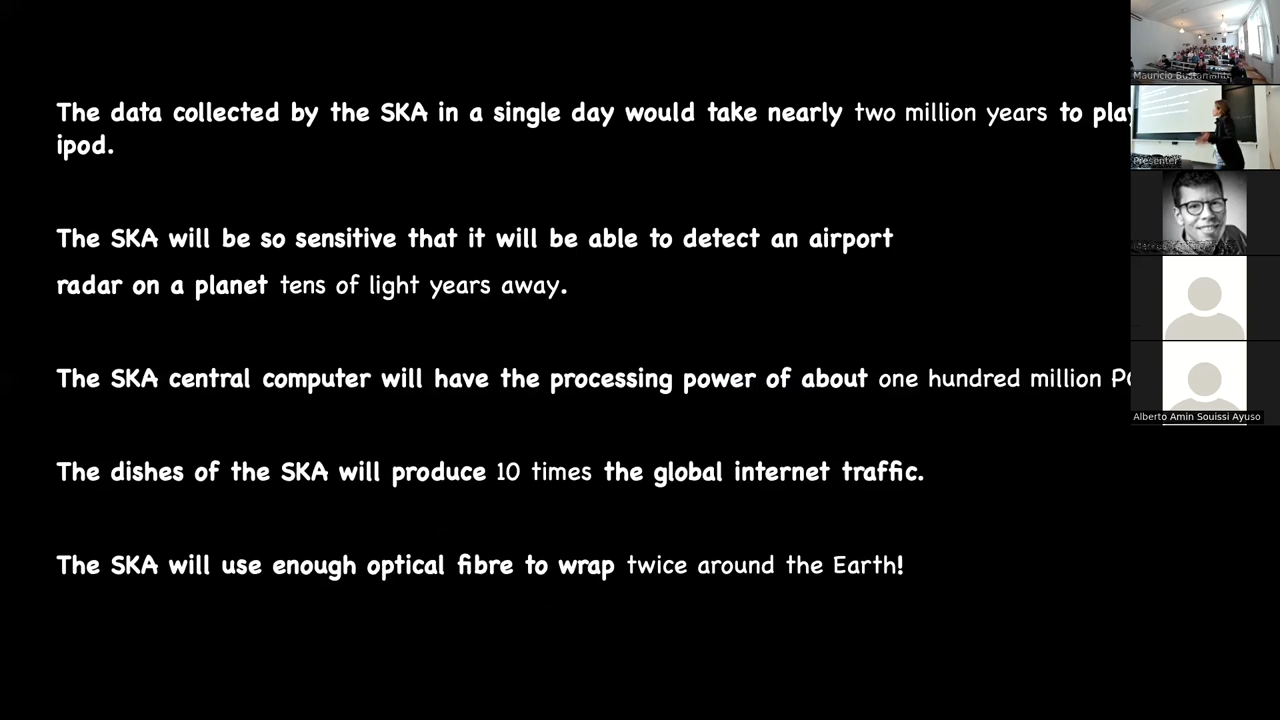 The data collected by the SKA in a single day would take nearly two million years to play
ipod.
The SKA will be so sensitive that it will be able to detect an airport
radar on a planet tens of light years away.
The SKA central computer will have the processing power of about one hundred million
The dishes of the SKA will produce 10 times the global internet traffic.
The SKA will use enough optical fibre to wrap twice around the Earth!
Mauricio Bustamante
Presenter
Alberto Amin Souissi Ayuso